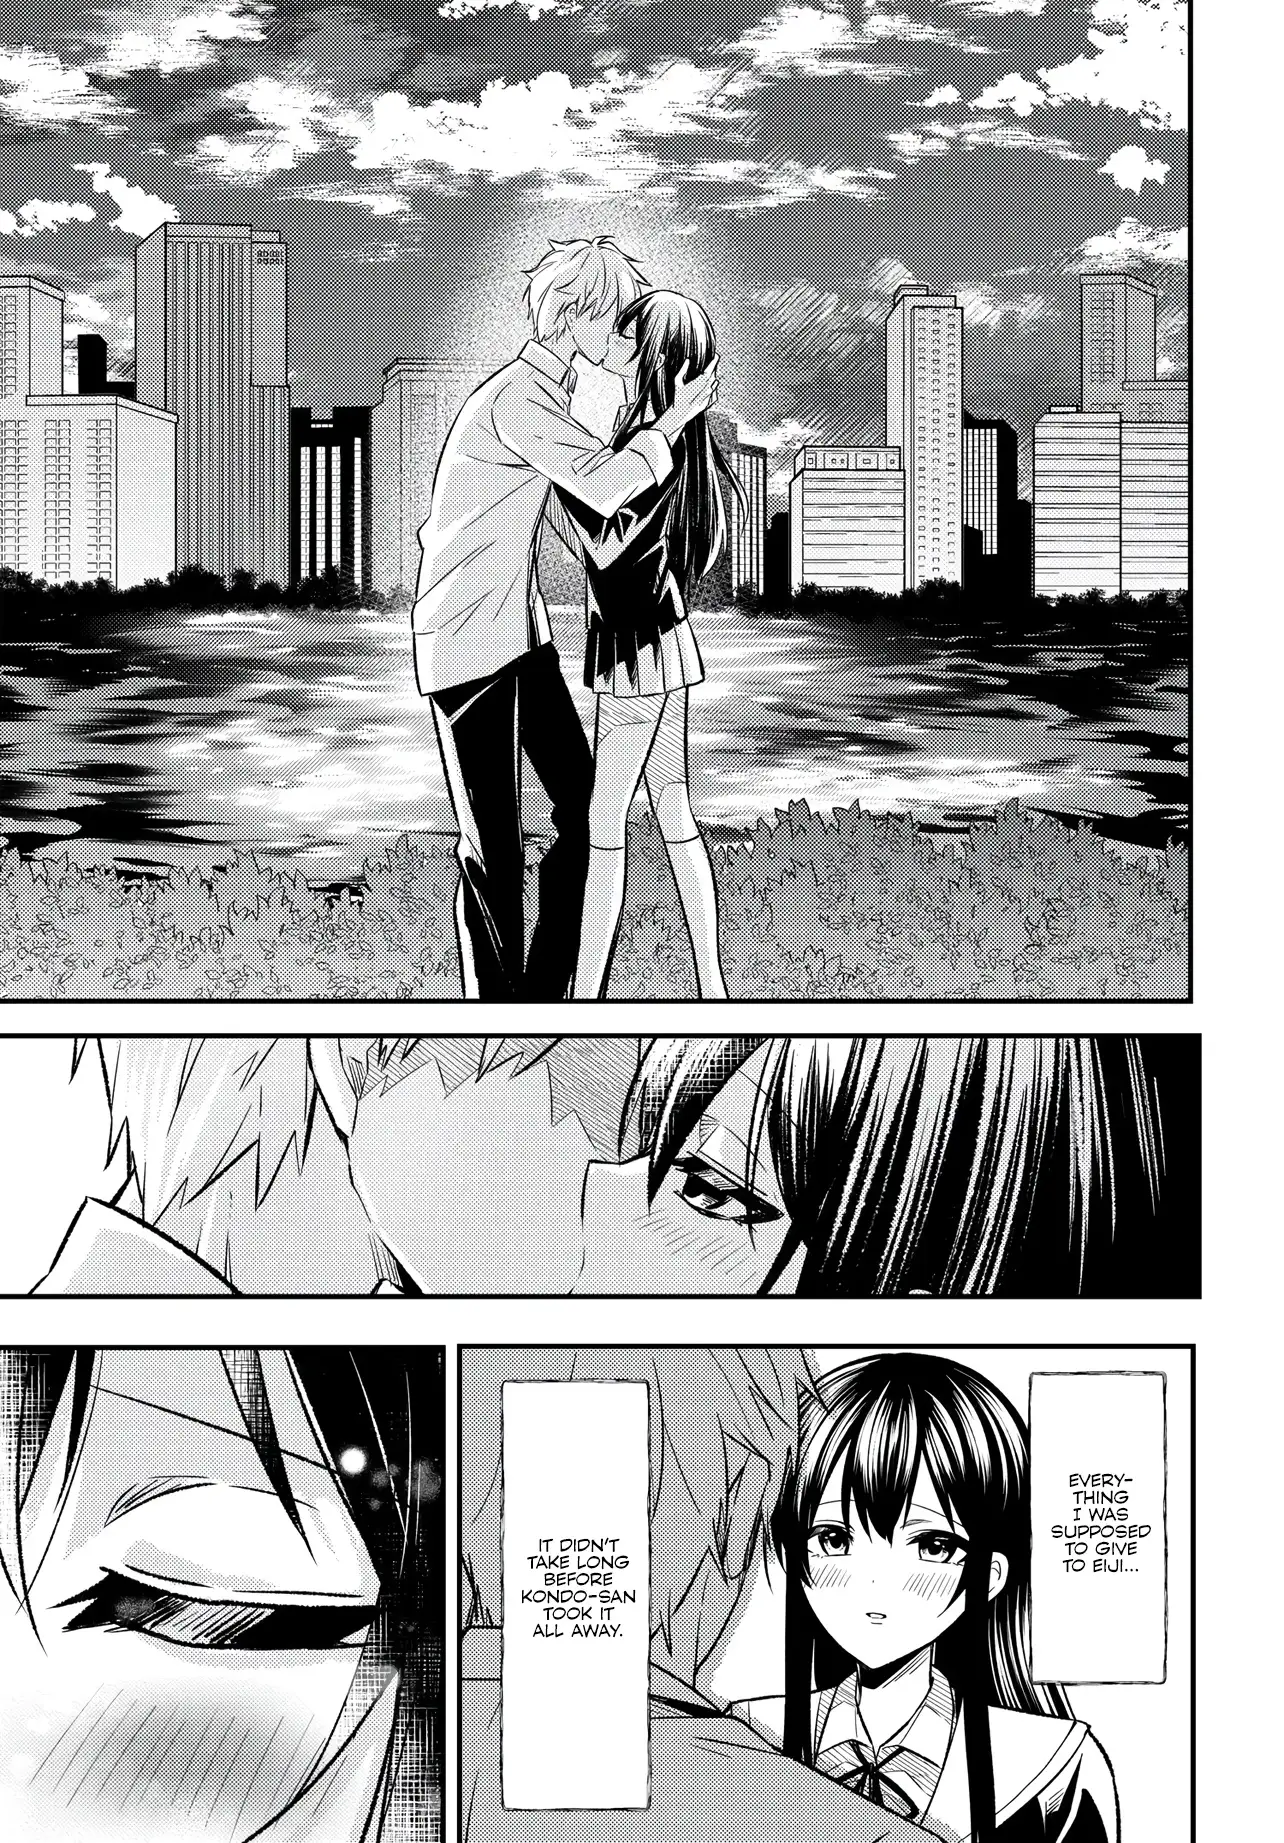 EVERY-
THING
I WAS
SUPPOSED
TO GIVE
TO EIJI...
IT DIDN'T
TAKE LONG
BEFORE
KONDO-SAN
TOOK IT
ALL AWAY.